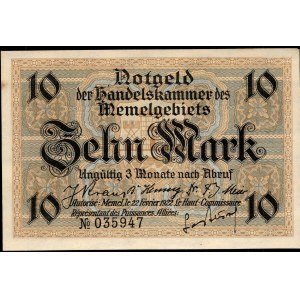 10 Notgeld 10
der Handelskammer des
Memelgebiets
Zehn Mark
Ungültig 3 Monate nach Abruf
Autorisé: Memel, le 22 Février 1922. Le Haut-Commissaire
Représentant des Puissances Alliées:
10 № 035947 10